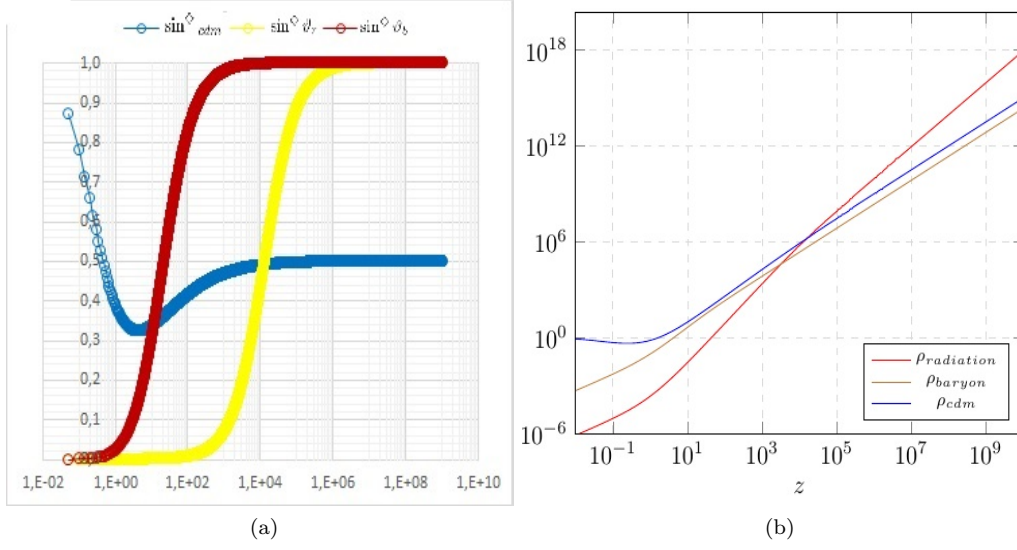 sin cdm sin ϑr sin ϑb
1,0
0,9
0,8
0,7
0,6
0,5
0,4
0,3
0,2
0,1
1,E-02 1,E+00 1,E+02 1,E+04 1,E+06 1,E+08 1,E+10
(a)
10^18
10^12
10^6
10^0
10^-6
ρradiation
ρbaryon
ρcdm
10^-1 10^1 10^3 10^5 10^7 10^9
z
(b)